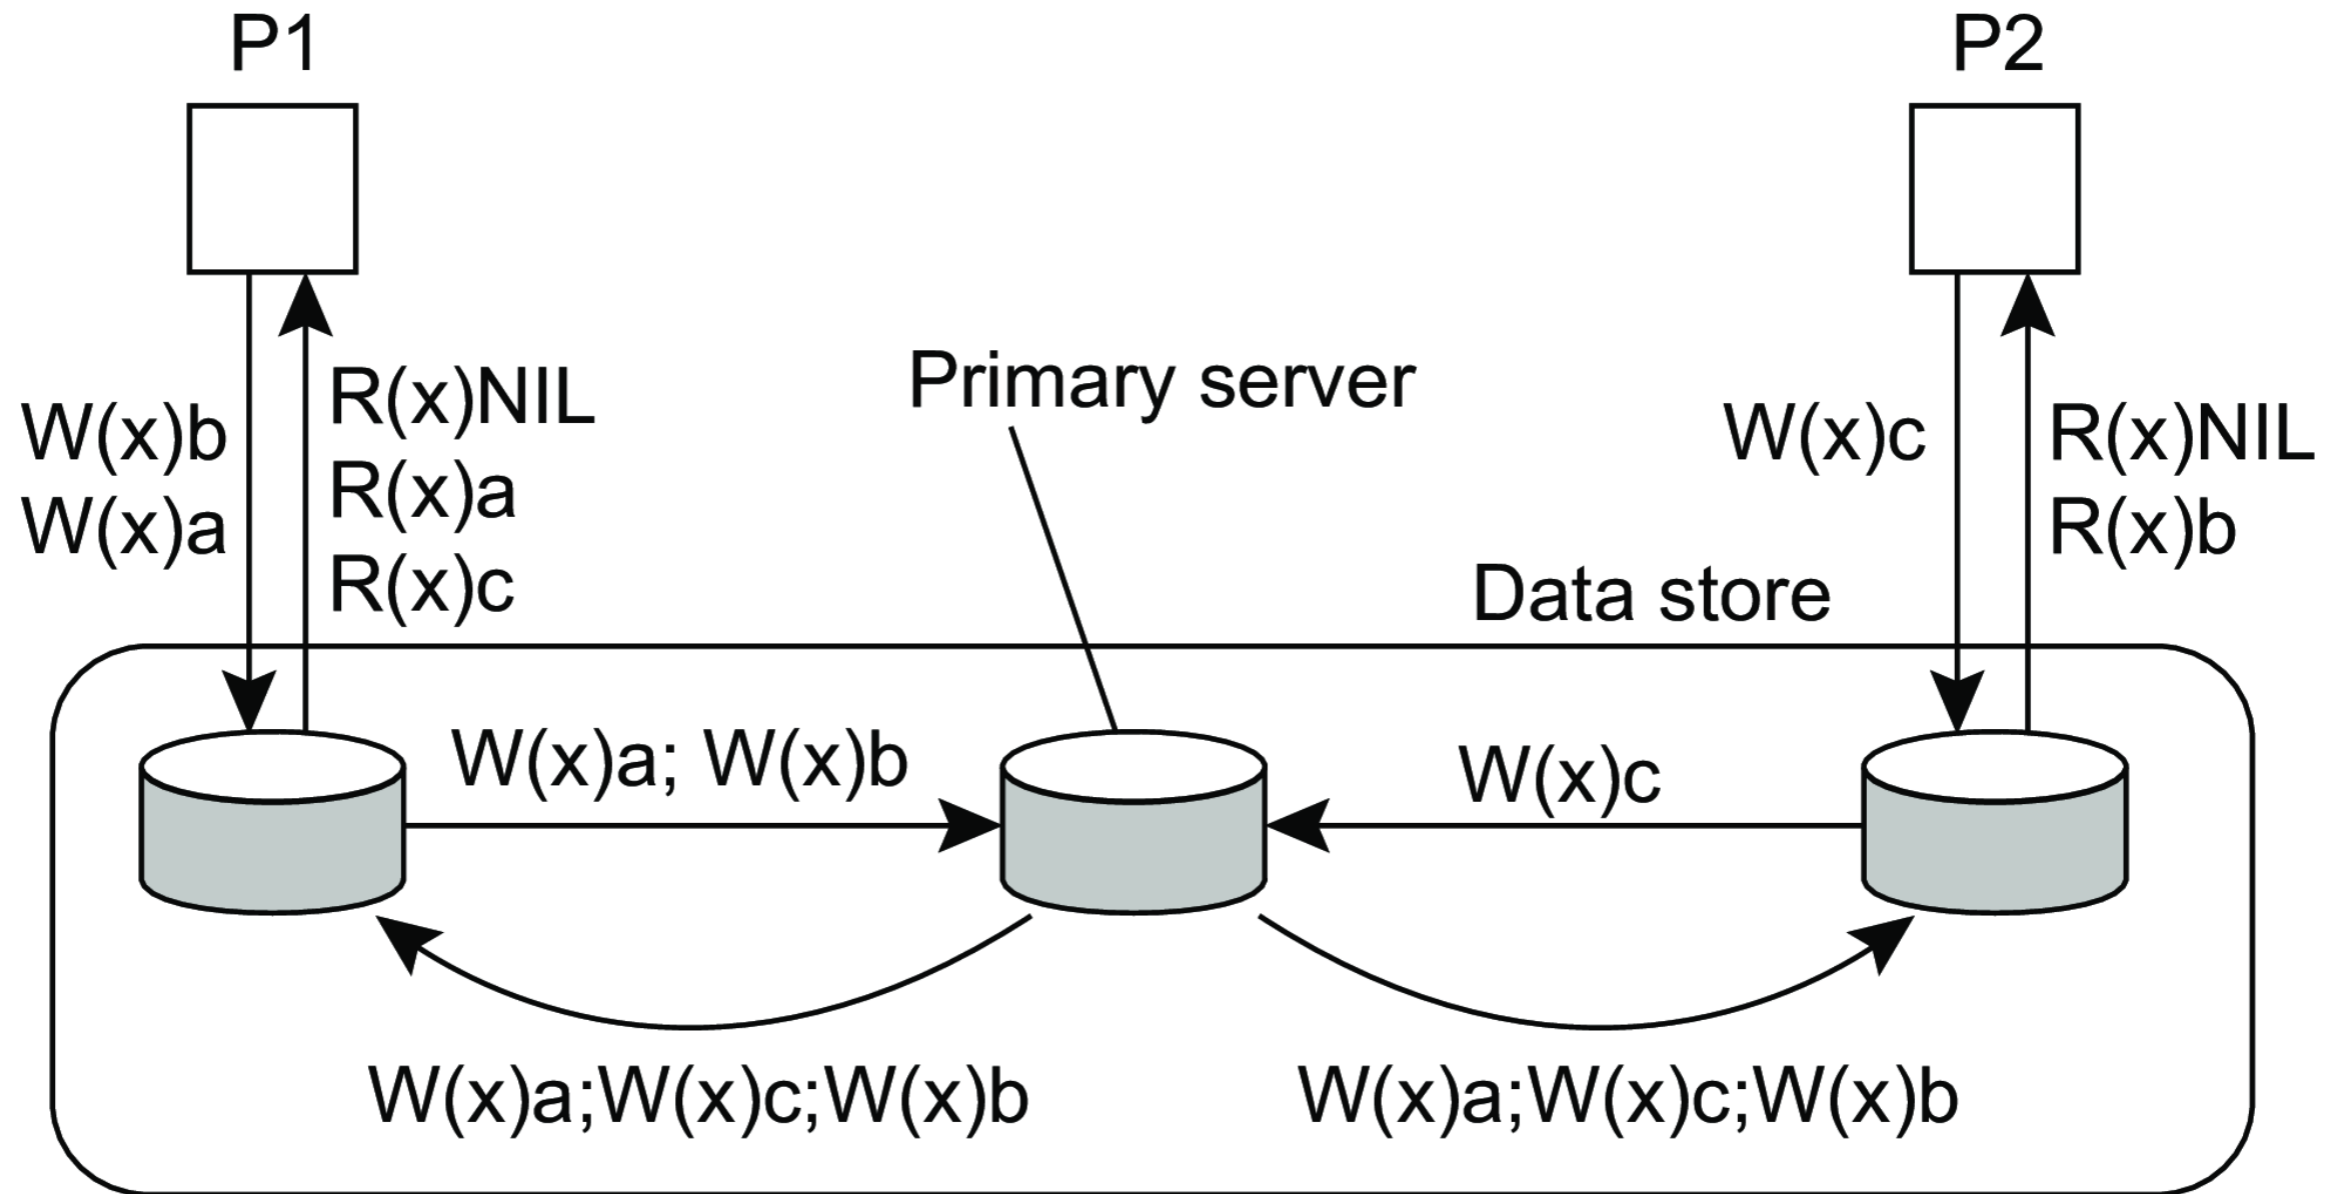 P1
P2
W(x)b
W(x)a
R(x)NIL
R(x)a
R(x)c
Primary server
Data store
W(x)c
R(x)NIL
R(x)b
W(x)a; W(x)b
W(x)c
W(x)a;W(x)c;W(x)b
W(x)a;W(x)c;W(x)b